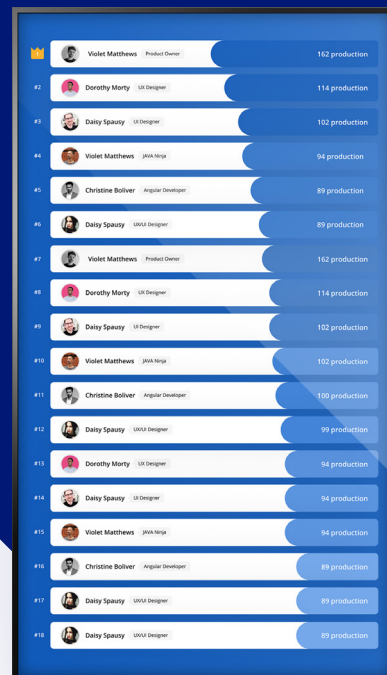 Violet Matthews Product Owner 162 production
#2 Dorothy Morty UX Designer 114 production
#3 Daisy Spausy UI Designer 102 production
#4 Violet Matthews JAVA Ninja 94 production
#5 Christine Boliver Angular Developer 89 production
#6 Daisy Spausy UX/UI Designer 89 production
#7 Violet Matthews Product Owner 162 production
#8 Dorothy Morty UX Designer 114 production
#9 Daisy Spausy UI Designer 102 production
#10 Violet Matthews JAVA Ninja 102 production
#11 Christine Boliver Angular Developer 100 production
#12 Daisy Spausy UX/UI Designer 99 production
#13 Dorothy Morty UX Designer 94 production
#14 Daisy Spausy UI Designer 94 production
#15 Violet Matthews JAVA Ninja 94 production
#16 Christine Boliver Angular Developer 89 production
#17 Daisy Spausy UX/UI Designer 89 production
#18 Daisy Spausy UX/UI Designer 89 production